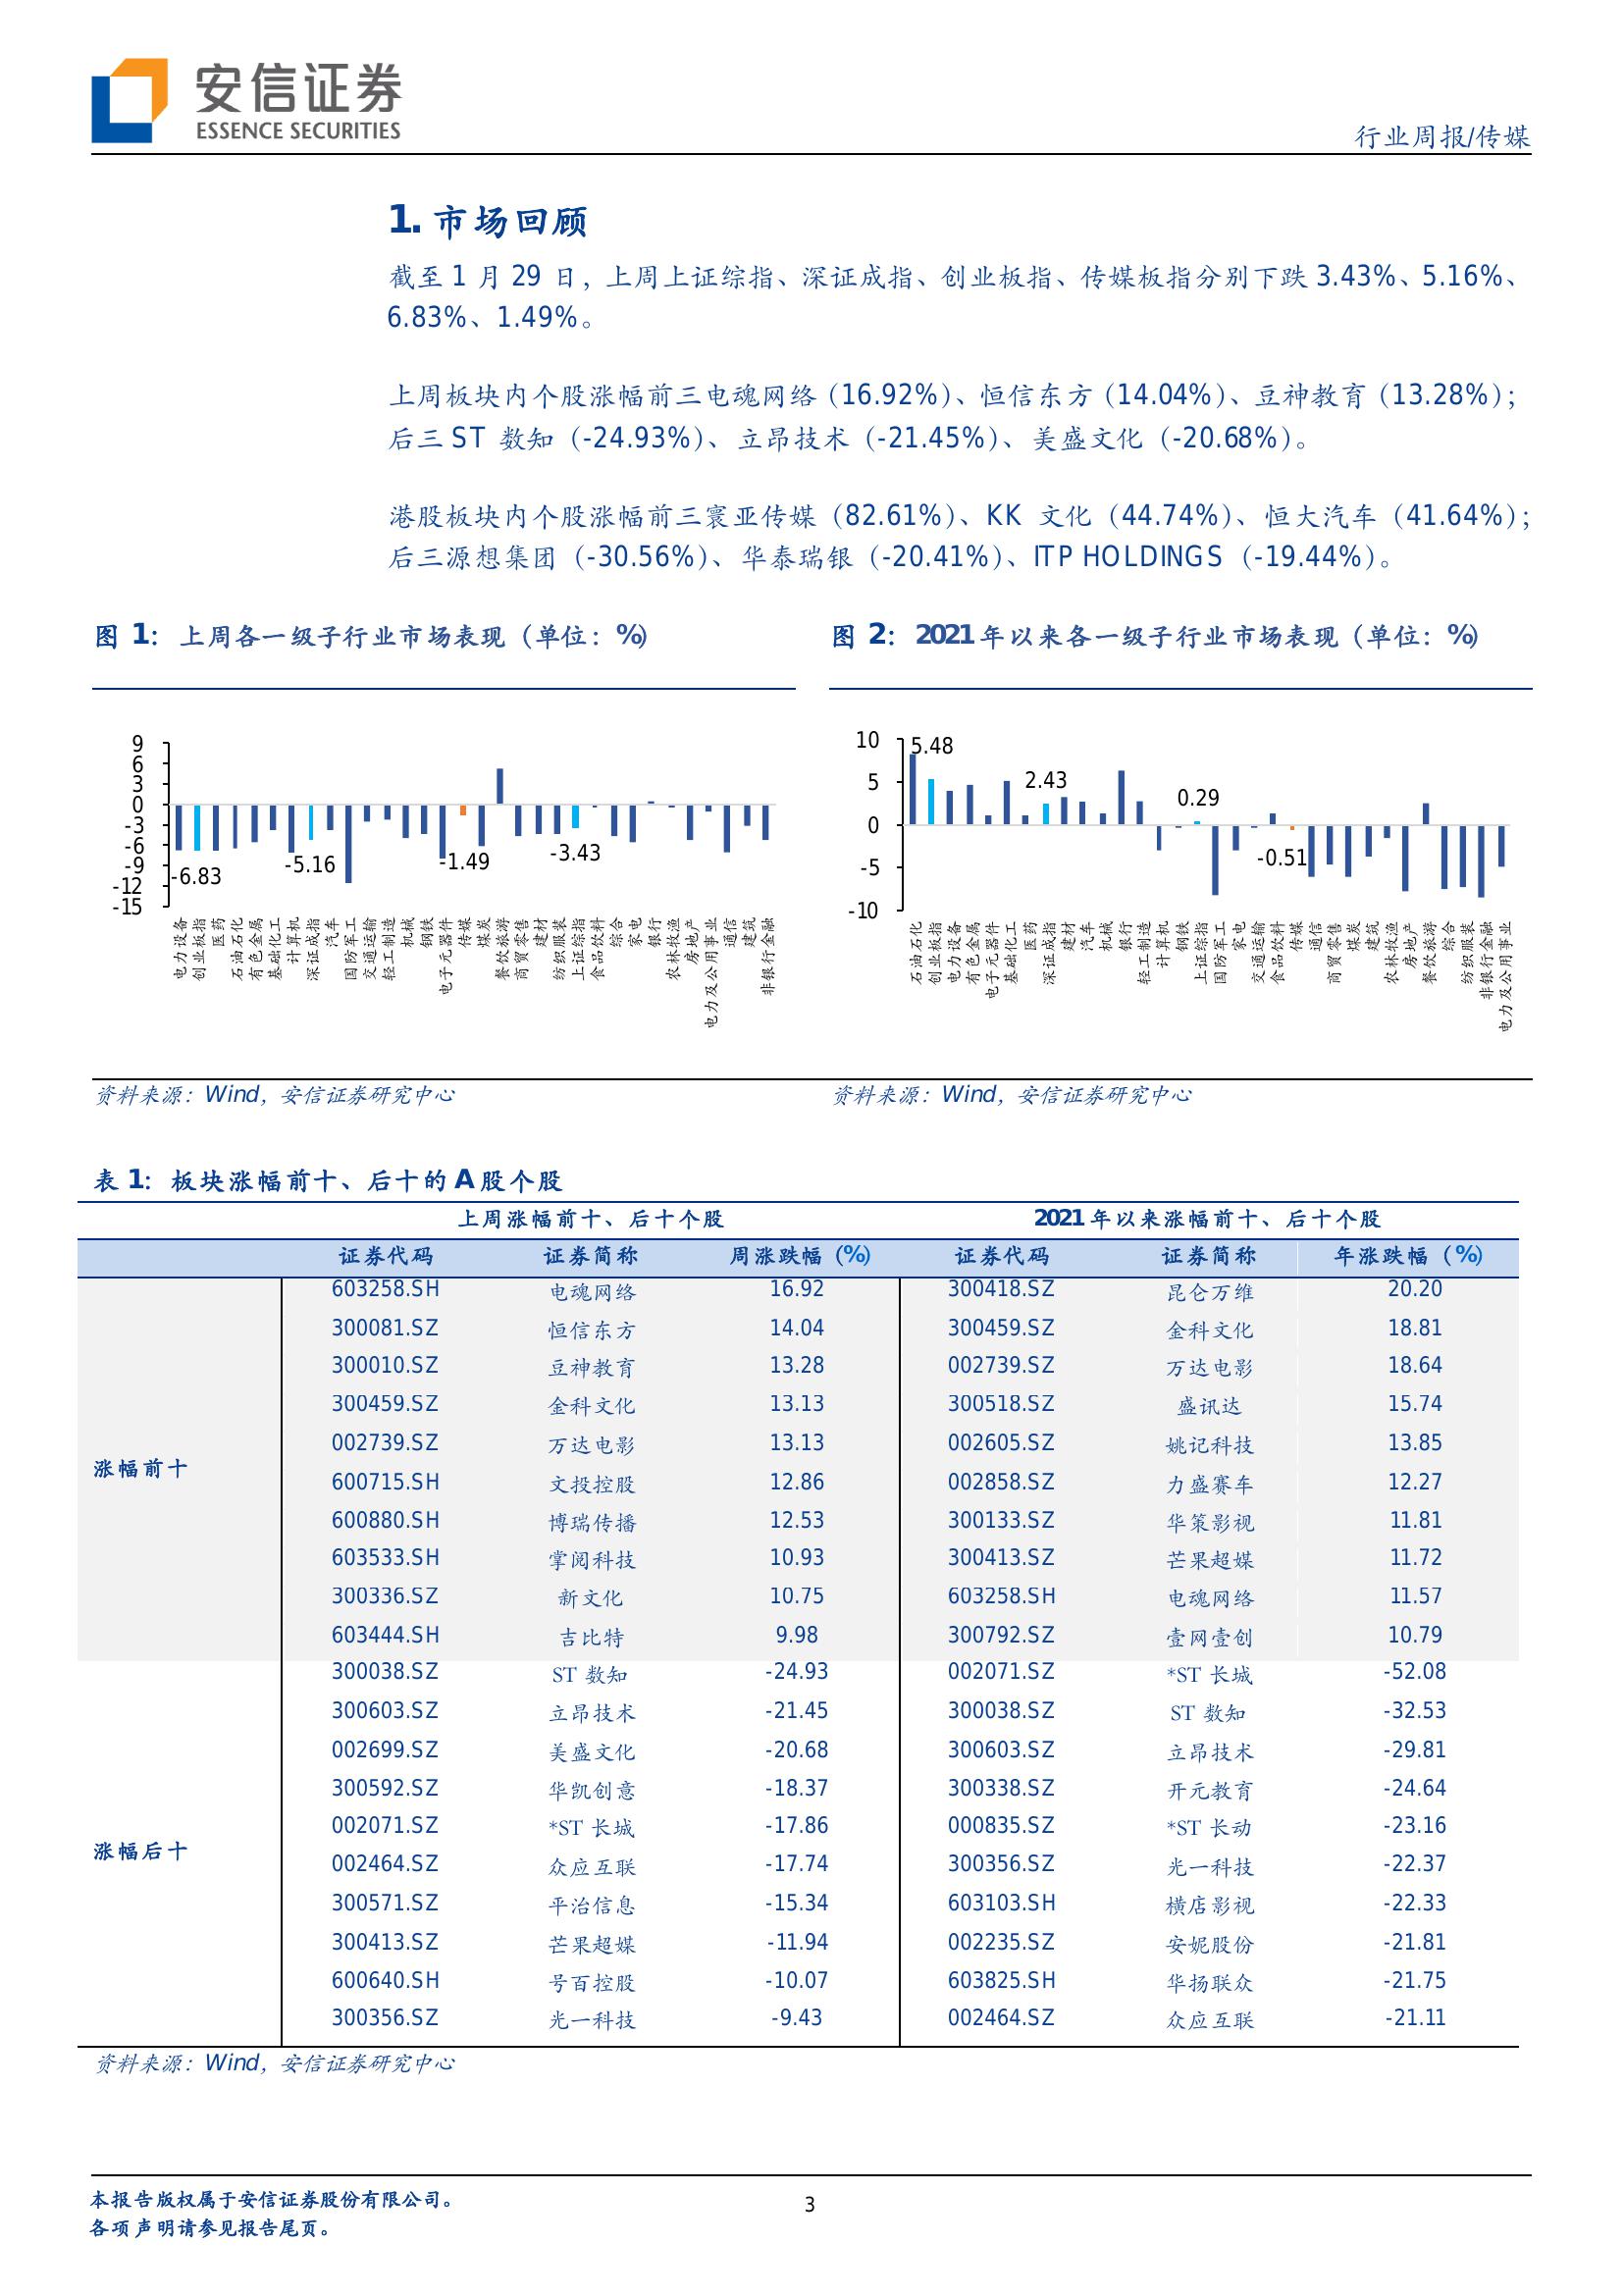 安信证券
ESSENCE SECURITIES
行业周报/传媒
1. 市场回顾
截至 1 月 29 日，上周上证综指、深证成指、创业板指、传媒板指分别下跌 3.43%、5.16%、
6.83%、1.49%。
上周板块内个股涨幅前三电魂网络（16.92%）、恒信东方（14.04%）、豆神教育（13.28%）；
后三 ST 数知（-24.93%）、立昂技术（-21.45%）、美盛文化（-20.68%）。
港股板块内个股涨幅前三寰亚传媒（82.61%）、KK 文化（44.74%）、恒大汽车（41.64%）；
后三源想集团（-30.56%）、华泰瑞银（-20.41%）、ITP HOLDINGS（-19.44%）。
图 1：上周各一级子行业市场表现（单位：%）
9
6
3
0
-3
-6
-9
-12
-15
-6.83
-5.16
-1.49
-3.43
电力设备
创业板指
医药
石油石化
有色金属
基础化工
计算机
深证成指
汽车
国防军工
交通运输
轻工制造
机械
钢铁
电子元器件
传媒
煤炭
餐饮旅游
商贸零售
建材
纺织服装
上证综指
食品饮料
综合
家电
银行
农林牧渔
房地产
电力及公用事业
通信
建筑
非银行金融
资料来源：Wind，安信证券研究中心
图 2：2021 年以来各一级子行业市场表现（单位：%）
10
5
0
-5
-10
5.48
2.43
0.29
-0.51
石油石化
创业板指
电力设备
有色金属
电子元器件
基础化工
医药
深证成指
建材
汽车
机械
银行
轻工制造
计算机
钢铁
上证综指
国防军工
家电
交通运输
食品饮料
传媒
通信
商贸零售
煤炭
建筑
农林牧渔
房地产
餐饮旅游
综合
纺织服装
非银行金融
电力及公用事业
资料来源：Wind，安信证券研究中心
表 1：板块涨幅前十、后十的 A 股个股
上周涨幅前十、后十个股 2021 年以来涨幅前十、后十个股
证券代码 证券简称 周涨跌幅（%） 证券代码 证券简称 年涨跌幅（%）
涨幅前十
603258.SH 电魂网络 16.92 300418.SZ 昆仑万维 20.20
300081.SZ 恒信东方 14.04 300459.SZ 金科文化 18.81
300010.SZ 豆神教育 13.28 002739.SZ 万达电影 18.64
300459.SZ 金科文化 13.13 300518.SZ 盛讯达 15.74
002739.SZ 万达电影 13.13 002605.SZ 姚记科技 13.85
600715.SH 文投控股 12.86 002858.SZ 力盛赛车 12.27
600880.SH 博瑞传播 12.53 300133.SZ 华策影视 11.81
603533.SH 掌阅科技 10.93 300413.SZ 芒果超媒 11.72
300336.SZ 新文化 10.75 603258.SH 电魂网络 11.57
603444.SH 吉比特 9.98 300792.SZ 壹网壹创 10.79
涨幅后十
300038.SZ ST 数知 -24.93 002071.SZ *ST 长城 -52.08
300603.SZ 立昂技术 -21.45 300038.SZ ST 数知 -32.53
002699.SZ 美盛文化 -20.68 300603.SZ 立昂技术 -29.81
300592.SZ 华凯创意 -18.37 300338.SZ 开元教育 -24.64
002071.SZ *ST 长城 -17.86 000835.SZ *ST 长动 -23.16
002464.SZ 众应互联 -17.74 300356.SZ 光一科技 -22.37
300571.SZ 平治信息 -15.34 603103.SH 横店影视 -22.33
300413.SZ 芒果超媒 -11.94 002235.SZ 安妮股份 -21.81
600640.SH 号百控股 -10.07 603825.SH 华扬联众 -21.75
300356.SZ 光一科技 -9.43 002464.SZ 众应互联 -21.11
资料来源：Wind，安信证券研究中心
本报告版权属于安信证券股份有限公司。
各项声明请参见报告尾页。
3